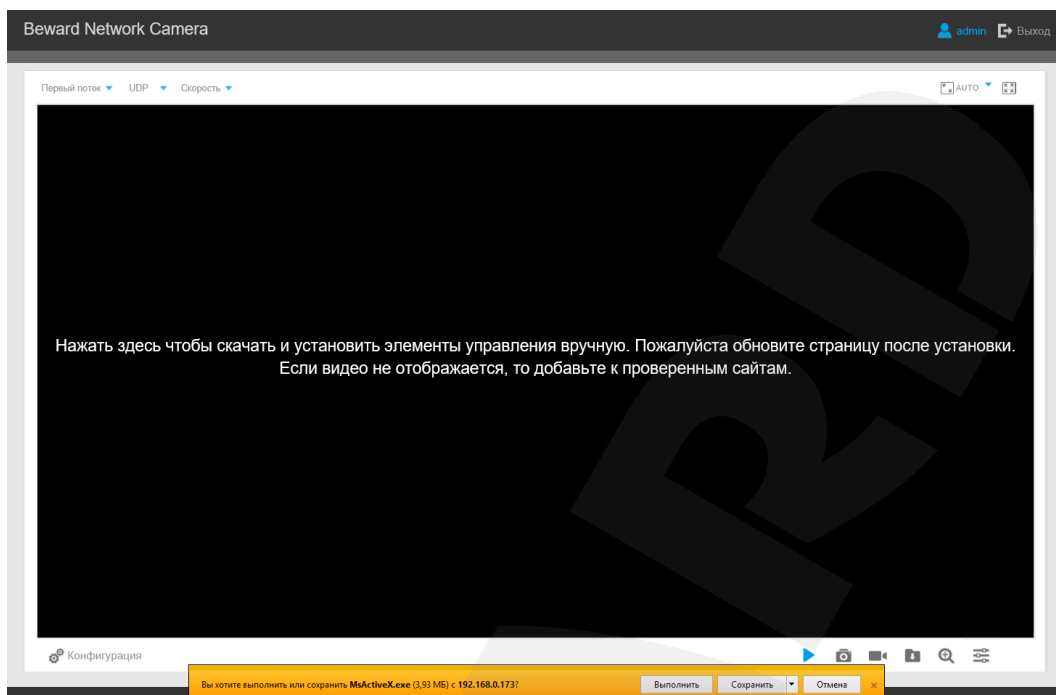 Beward Network Camera
admin Выход
Первый поток UDP Скорость AUTO
Нажать здесь чтобы скачать и установить элементы управления вручную. Пожалуйста обновите страницу после установки.
Если видео не отображается, то добавьте к проверенным сайтам.
Конфигурация
Вы хотите выполнить или сохранить MsActiveX.exe (3,93 МБ) с 192.168.0.173? Выполнить Сохранить Отмена